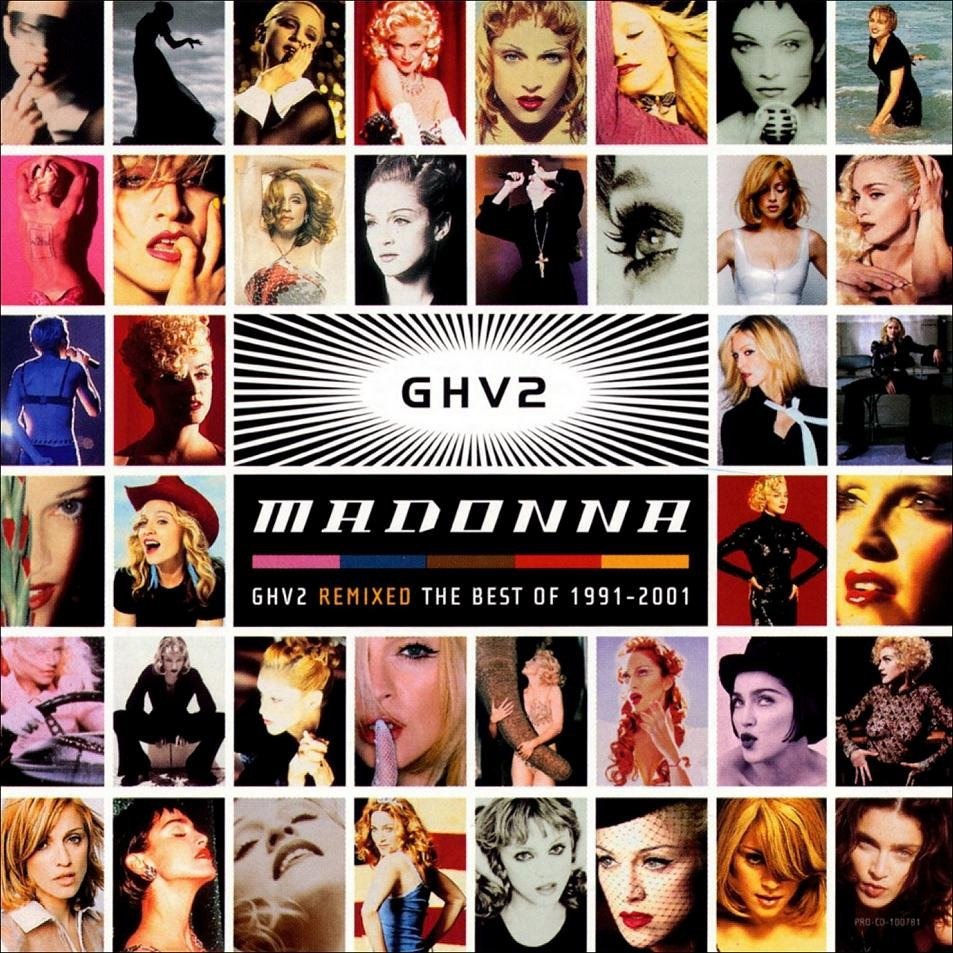 GHV2
MADONNA
GHV2 REMIXED THE BEST OF 1991-2001
PRO-CD-100781